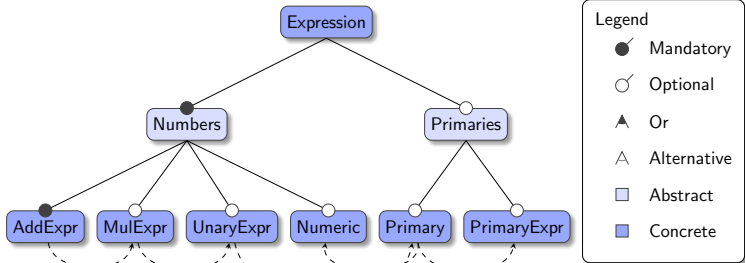 Expression
Numbers Primaries
AddExpr MulExpr UnaryExpr Numeric Primary PrimaryExpr
Legend
Mandatory
Optional
Or
Alternative
Abstract
Concrete